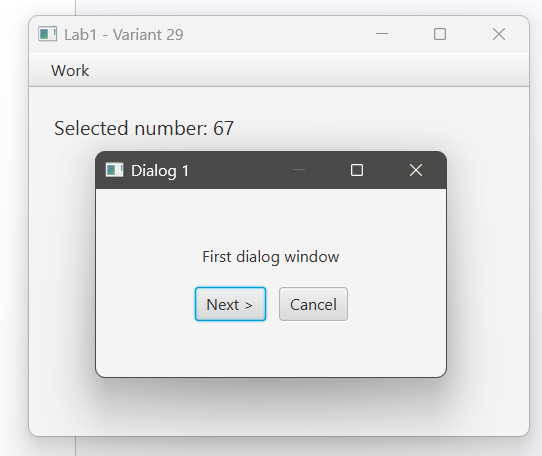 Lab1 - Variant 29
Work
Selected number: 67
Dialog 1
First dialog window
Next >
Cancel